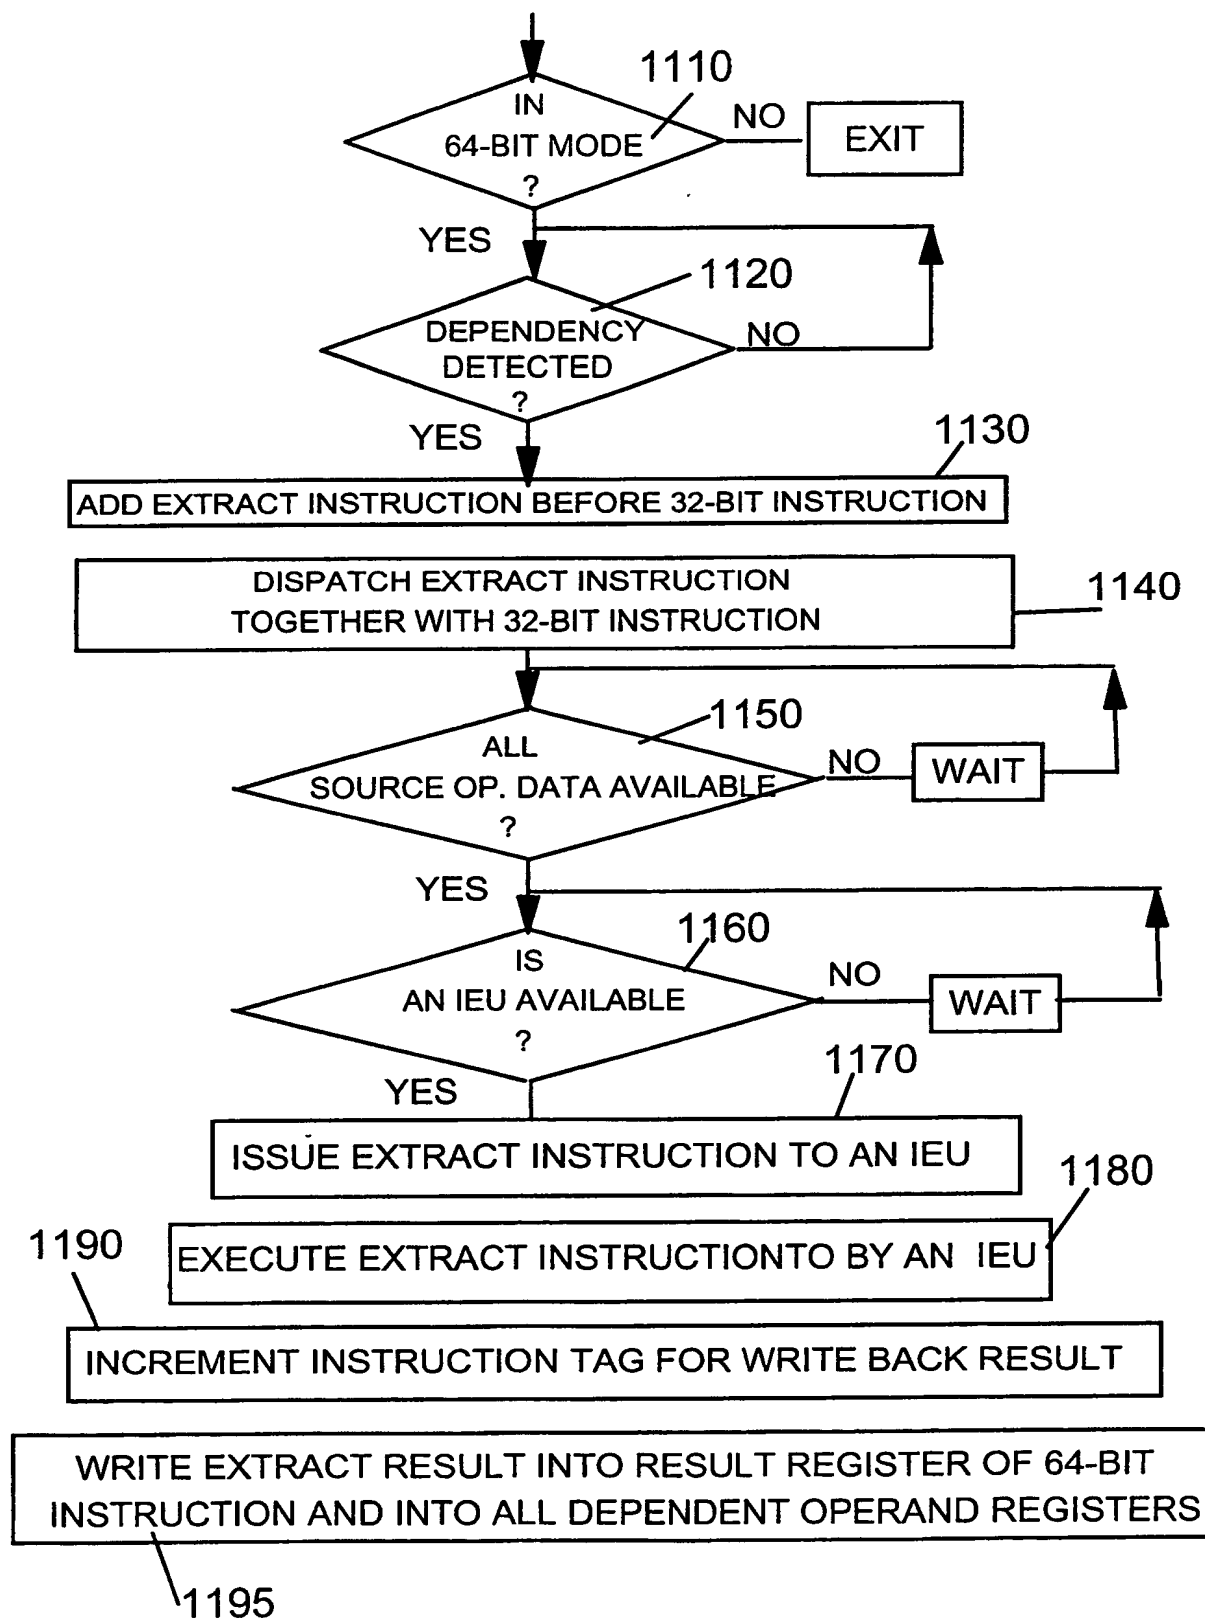 1110
IN
64-BIT MODE
?
NO
EXIT
YES
1120
DEPENDENCY
DETECTED
?
NO
YES
1130
ADD EXTRACT INSTRUCTION BEFORE 32-BIT INSTRUCTION
DISPATCH EXTRACT INSTRUCTION
TOGETHER WITH 32-BIT INSTRUCTION
1140
1150
ALL
SOURCE OP. DATA AVAILABLE
?
NO
WAIT
YES
1160
IS
AN IEU AVAILABLE
?
NO
WAIT
YES
1170
ISSUE EXTRACT INSTRUCTION TO AN IEU
1180
EXECUTE EXTRACT INSTRUCTIONTO BY AN IEU
1190
INCREMENT INSTRUCTION TAG FOR WRITE BACK RESULT
WRITE EXTRACT RESULT INTO RESULT REGISTER OF 64-BIT
INSTRUCTION AND INTO ALL DEPENDENT OPERAND REGISTERS
1195